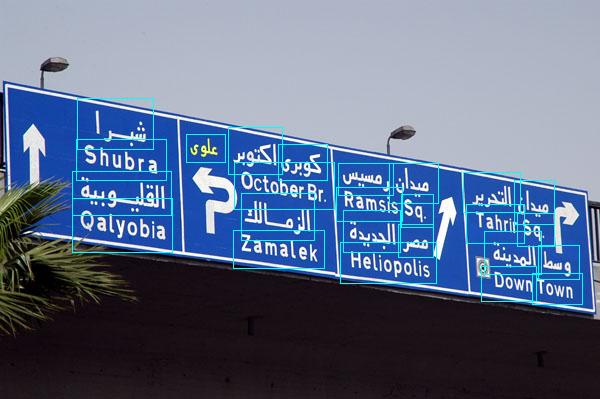 شبرا
Shubra
القليوبية
Qalyobia
علوى
كوبرى اكتوبر
October Br.
الزمالك
Zamalek
ميدان رمسيس
Ramsis Sq.
مصر الجديدة
Heliopolis
ميدان التحرير
Tahrir Sq.
وسط المدينة
Down Town